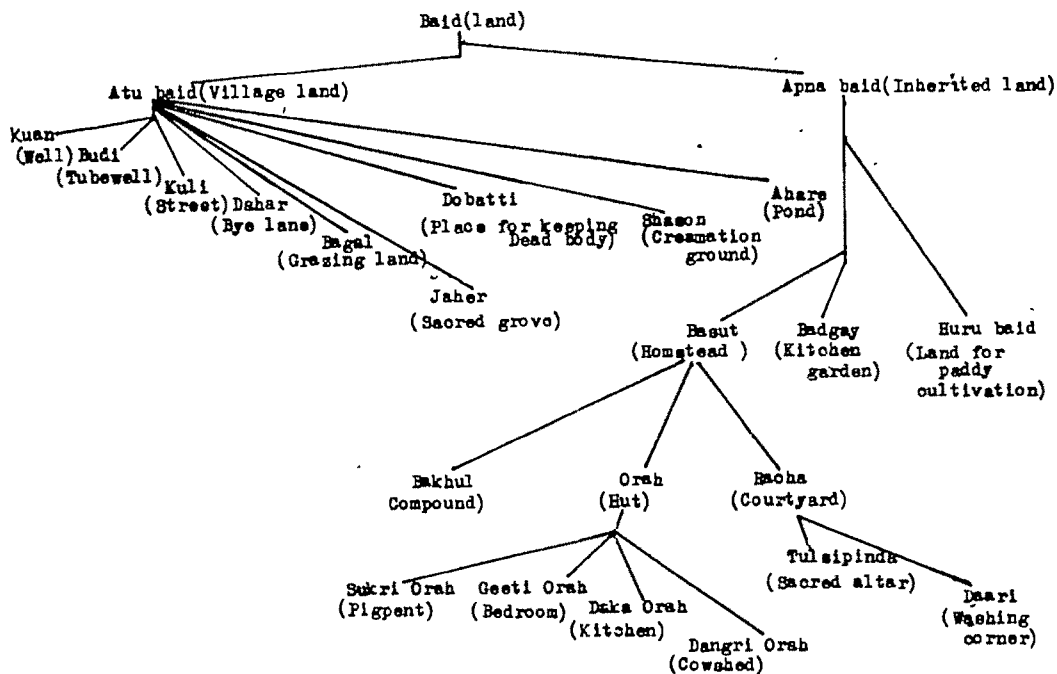 Baid(land)
Atu baid(Village land)
Apna baid(Inherited land)
Kuan
(Well)
Budi
(Tubewell)
Kuli
(Street)
Dahar
(Bye lane)
Bagal
(Grazing land)
Jaher
(Sacred grove)
Dobatti
(Place for keeping
Dead body)
Shason
(Creamation
ground)
Ahara
(Pond)
Basut
(Homstead )
Badgay
(Kitchen
garden)
Huru baid
(Land for
paddy
cultivation)
Bakhul
Compound)
Orah
(Hut)
Racha
(Courtyard)
Sukri Orah
(Pigpent)
Geeti Orah
(Bedroom)
Daka Orah
(Kitchen)
Dangri Orah
(Cowshed)
Tulsipinda
(Sacred altar)
Daari
(Washing
corner)